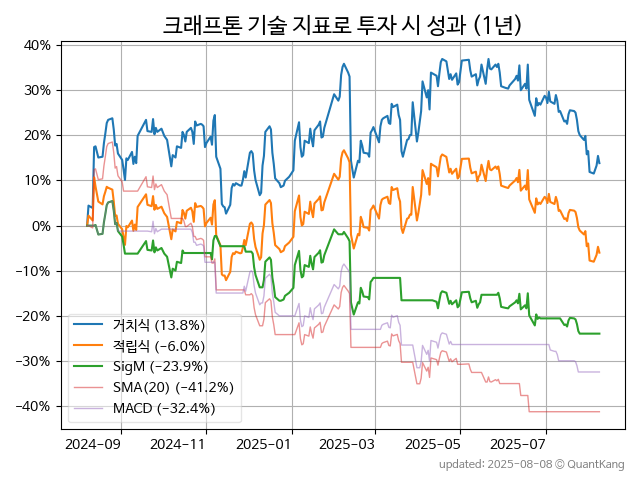 크래프톤 기술 지표로 투자 시 성과 (1년)
40%
30%
20%
10%
0%
−10%
−20%
−30%
−40%
거치식 (13.8%)
적립식 (−6.0%)
SigM (−23.9%)
SMA(20) (−41.2%)
MACD (−32.4%)
2024-09
2024-11
2025-01
2025-03
2025-05
2025-07
updated: 2025-08-08 © QuantKang